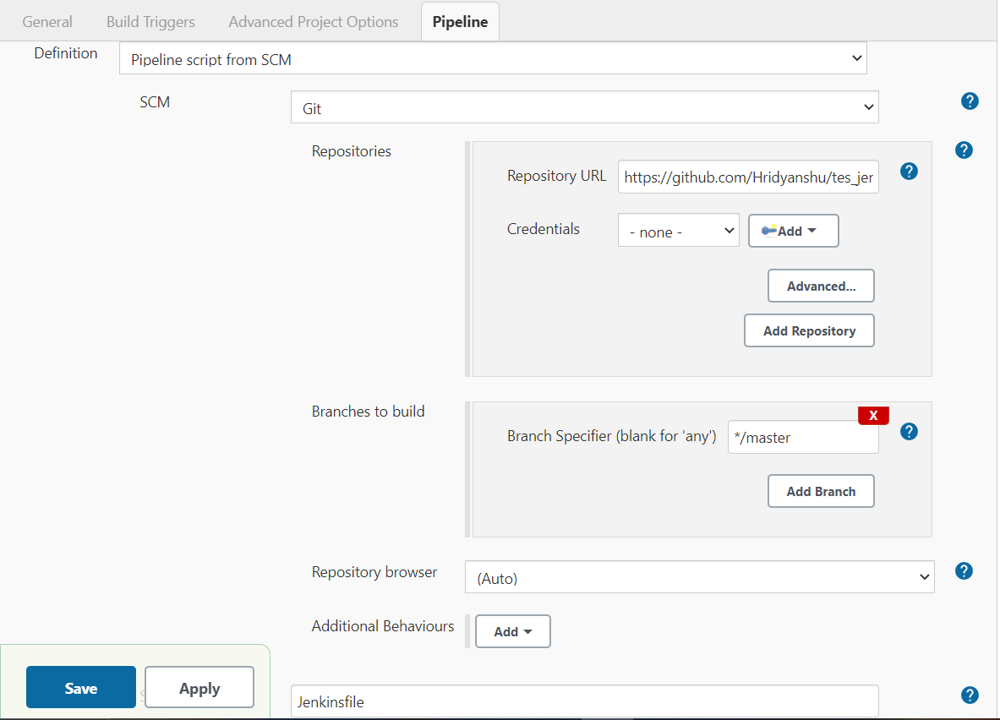 General Build Triggers Advanced Project Options Pipeline
Definition Pipeline script from SCM
SCM Git ?
Repositories ?
Repository URL https://github.com/Hridyanshu/tes_jer ?
Credentials - none - Add
Advanced...
Add Repository
Branches to build
X
Branch Specifier (blank for 'any') */master ?
Add Branch
Repository browser (Auto) ?
Additional Behaviours Add
Save Apply
Jenkinsfile ?